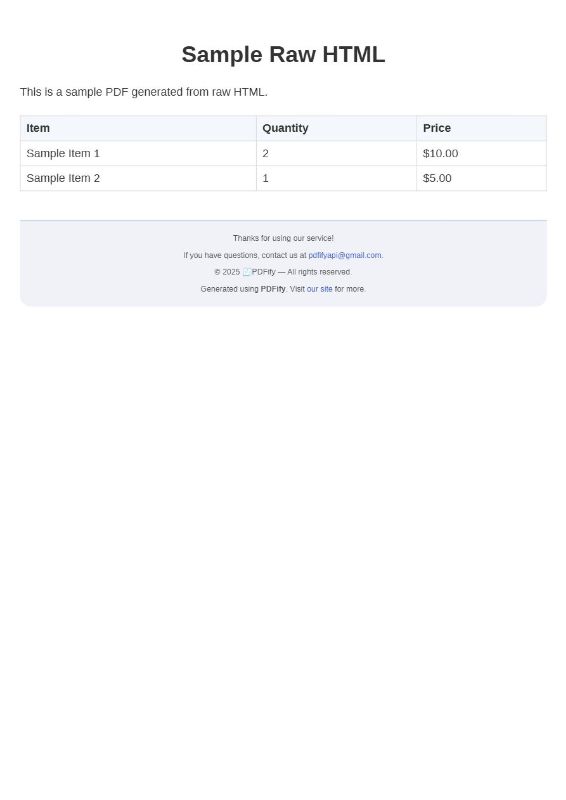 Sample Raw HTML
This is a sample PDF generated from raw HTML.
Item Quantity Price
Sample Item 1 2 $10.00
Sample Item 2 1 $5.00
Thanks for using our service!
If you have questions, contact us at pdfifyapi@gmail.com.
© 2025 🧾PDFify — All rights reserved.
Generated using PDFify. Visit our site for more.